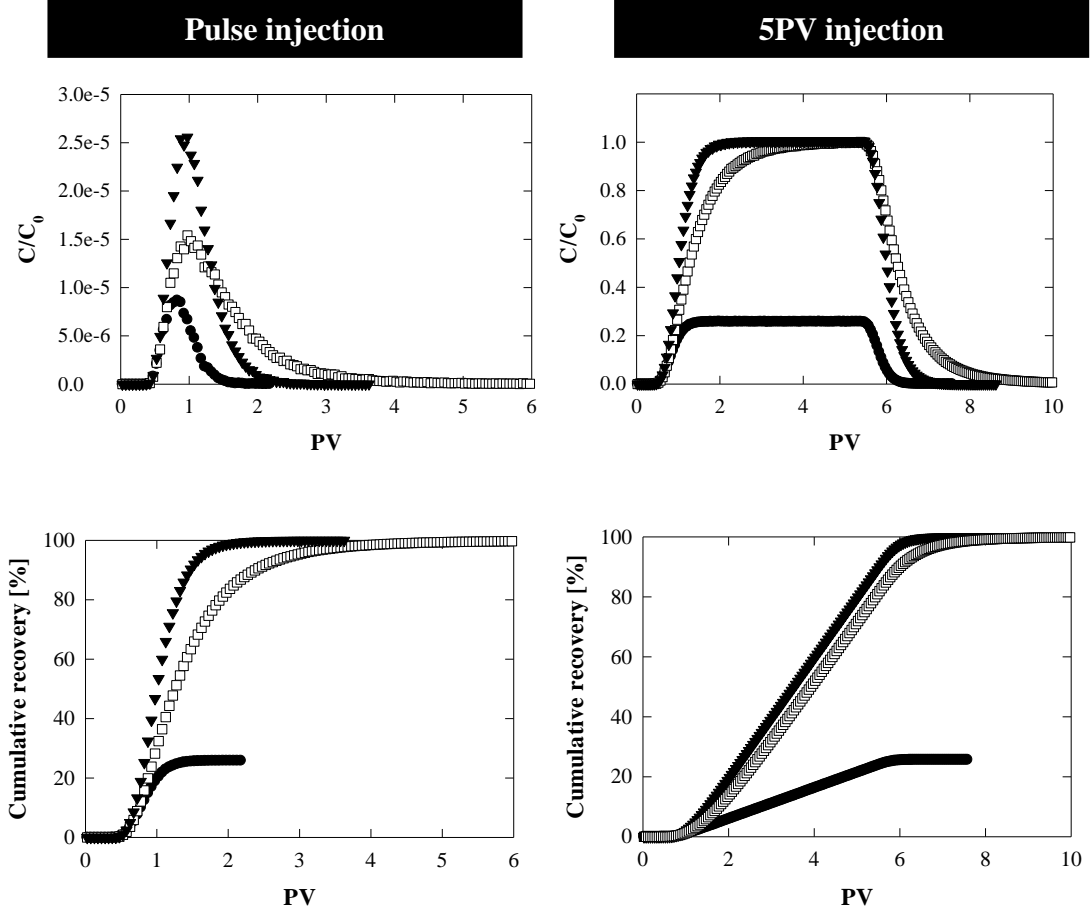 Pulse injection
5PV injection
C/C0
3.0e-5
2.5e-5
2.0e-5
1.5e-5
1.0e-5
5.0e-6
0.0
0 1 2 3 4 5 6
PV
C/C0
1.0
0.8
0.6
0.4
0.2
0.0
0 2 4 6 8 10
PV
Cumulative recovery [%]
100
80
60
40
20
0
0 1 2 3 4 5 6
PV
Cumulative recovery [%]
100
80
60
40
20
0
0 2 4 6 8 10
PV